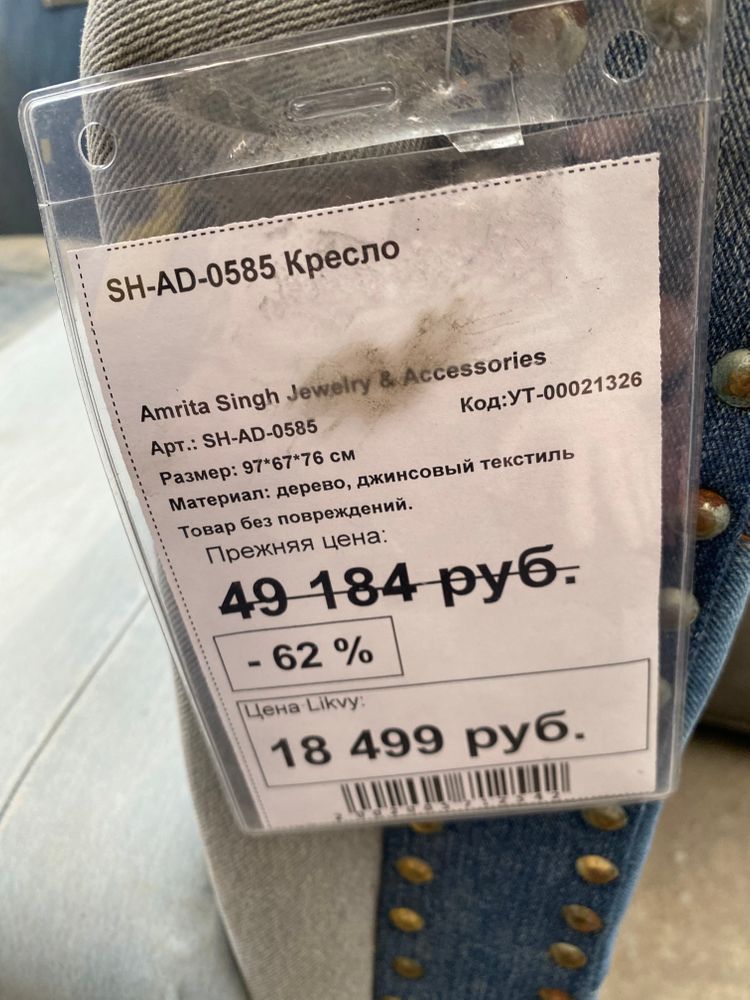 SH-AD-0585 Кресло
Amrita Singh Jewelry & Accessories
Арт.: SH-AD-0585 Код:УТ-00021326
Размер: 97*67*76 см
Материал: дерево, джинсовый текстиль
Товар без повреждений.
Прежняя цена:
49 184 руб.
- 62 %
Цена Likvy:
18 499 руб.